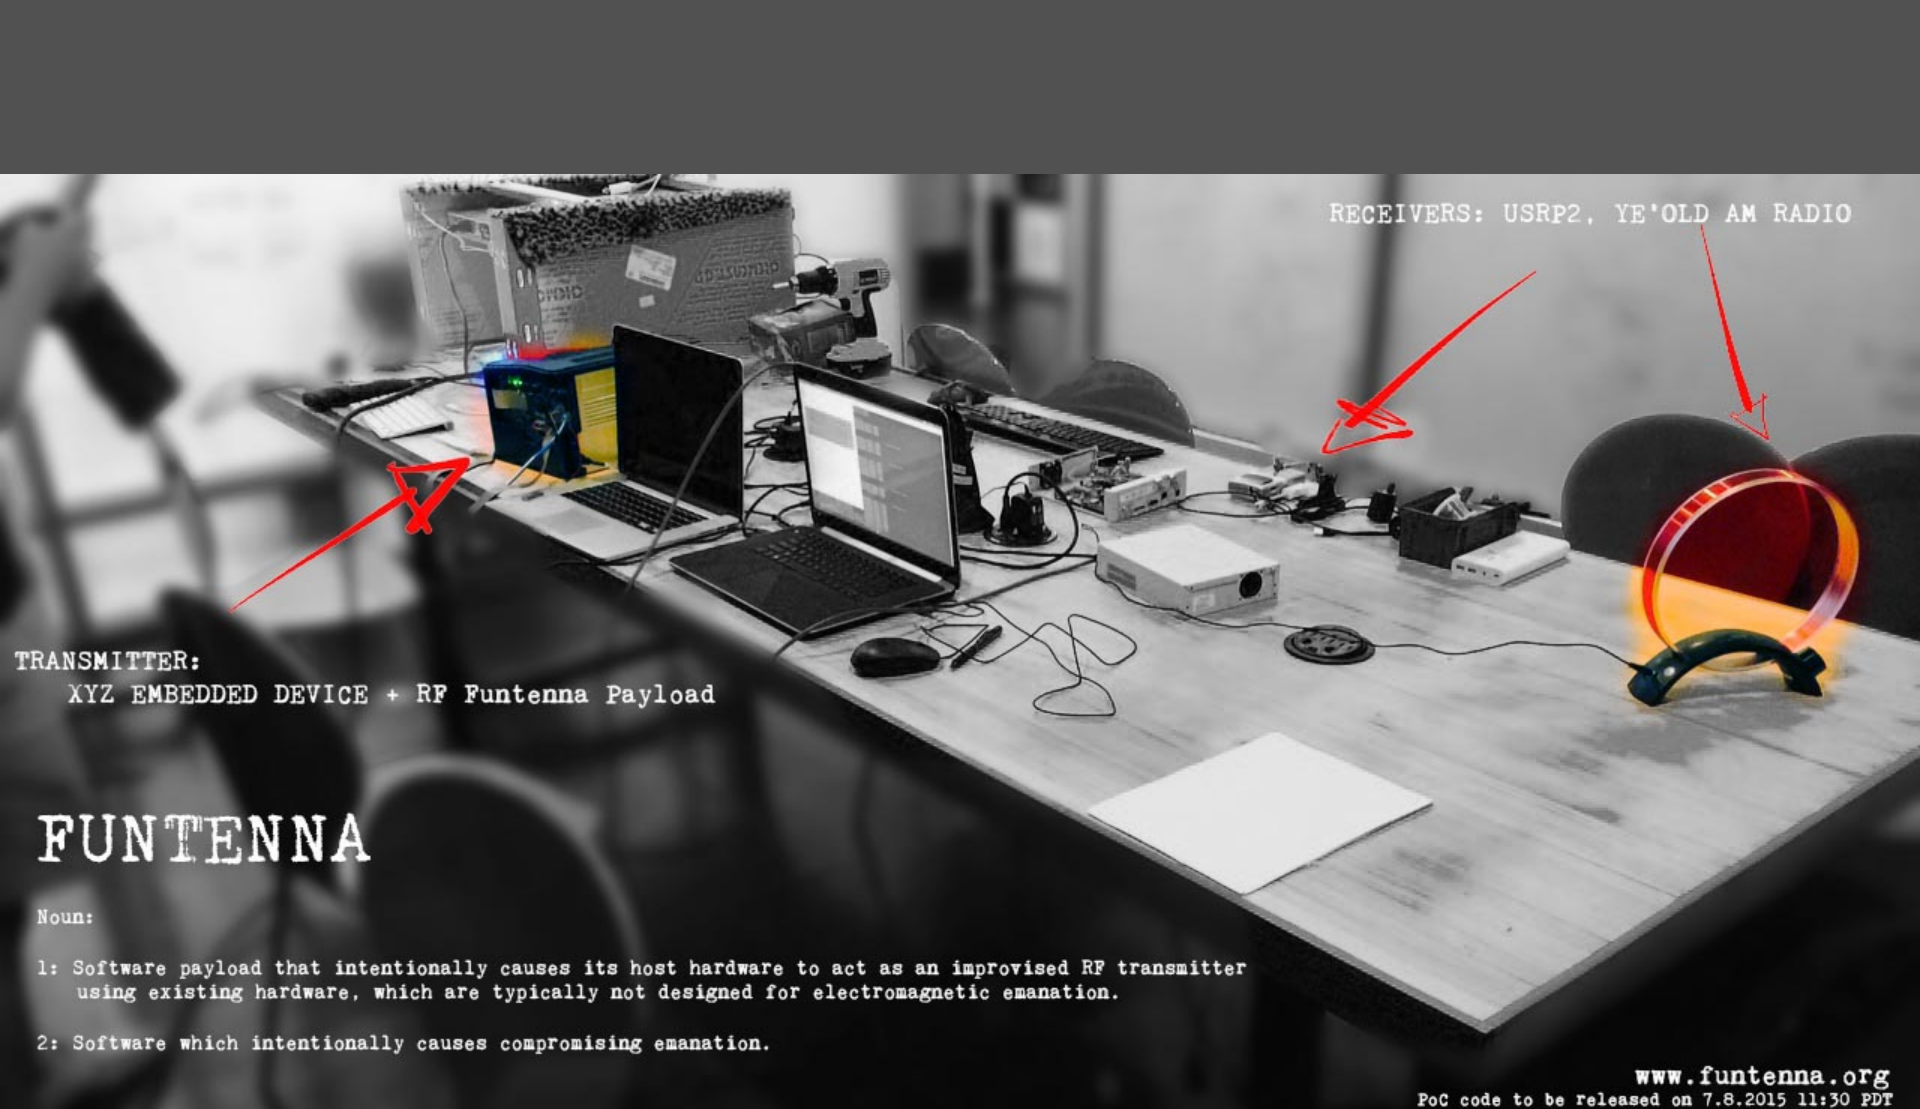 RECEIVERS: USRP2, YE'OLD AM RADIO
TRANSMITTER:
XYZ EMBEDDED DEVICE + RF Funtenna Payload
FUNTENNA
Noun:
1: Software payload that intentionally causes its host hardware to act as an improvised RF transmitter
using existing hardware, which are typically not designed for electromagnetic emanation.
2: Software which intentionally causes compromising emanation.
www.funtenna.org
PoC code to be released on 7.8.2015 11:30 PDT